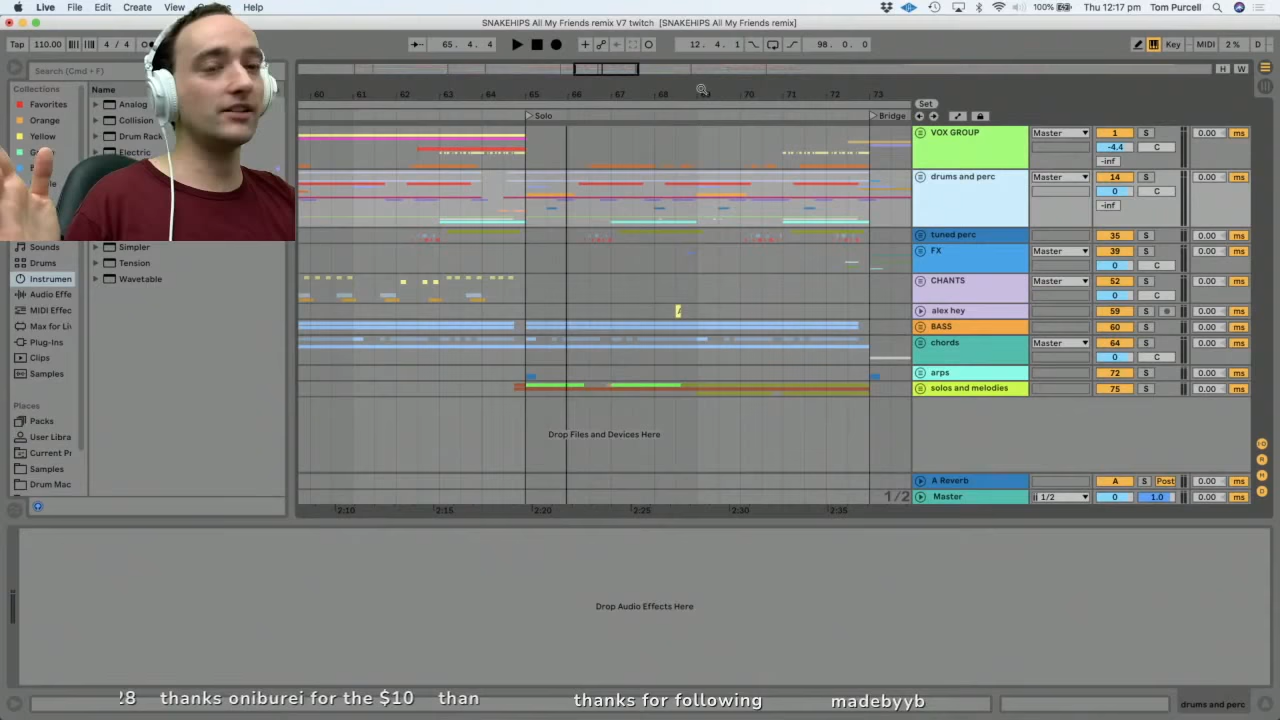 Live File Edit Create View Help 100% Thu 12:17 pm Tom Purcell
SNAKEHIPS All My Friends remix V7 twitch [SNAKEHIPS All My Friends remix]
Tap 110.00 4 / 4 65. 4. 4 12. 4. 1 98. 0. 0 Key MIDI 2 % D
Search (Cmd + F) H W
Collections Name
Favorites Analog
Orange Collision
Yellow Drum Rack
Electric
Sounds Simpler
Drums Tension
Instrumen Wavetable
Audio Effe
MIDI Effec
Max for Liv
Plug-Ins
Clips
Samples
Places
Packs
User Libra
Current Pr
Samples
Drum Mac
60 61 62 63 64 65 66 67 68 69 70 71 72 73
Set
Solo Bridge
VOX GROUP Master 1 S 0.00 ms
-4.4 C
-inf
drums and perc Master 14 S 0.00 ms
0 C
-inf
tuned perc 35 S 0.00 ms
FX Master 39 S 0.00 ms
0 C
CHANTS Master 52 S 0.00 ms
0 C
alex hey 59 S 0.00 ms
BASS 60 S 0.00 ms
chords Master 64 S 0.00 ms
0 C
arps 72 S 0.00 ms
solos and melodies 75 S 0.00 ms
Drop Files and Devices Here
A Reverb A S Post 0.00 ms
1/2 Master 1/2 0 1.0 0.00 ms
2:10 2:15 2:20 2:25 2:30 2:35
Drop Audio Effects Here
28 thanks oniburei for the $10 than thanks for following madebyyb
drums and perc